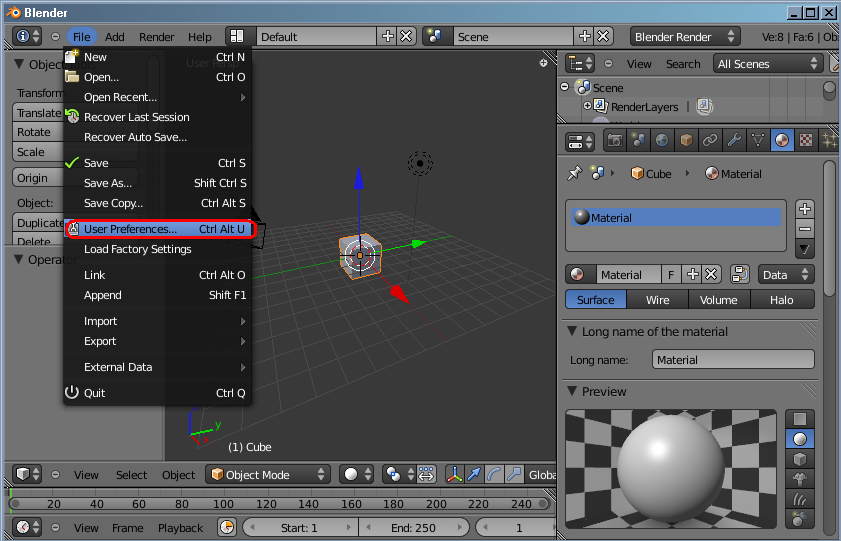 Blender
File Add Render Help Default Scene Blender Render Ve:8 | Fa:6 | Ob
New Ctrl N
Open... Ctrl O
Open Recent...
Recover Last Session
Recover Auto Save...
Save Ctrl S
Save As... Shift Ctrl S
Save Copy... Ctrl Alt S
User Preferences... Ctrl Alt U
Load Factory Settings
Link Ctrl Alt O
Append Shift F1
Import
Export
External Data
Quit Ctrl Q
Transform
Translate
Rotate
Scale
Origin
Object:
Duplicate
Delete
Operator
User Persp
z
y
x
(1) Cube
View Select Object Object Mode Globa
20 40 60 80 100 120 140 160 180 200 220 240
View Frame Playback Start: 1 End: 250 1
View Search All Scenes
Scene
RenderLayers
Cube Material
Material
Material F Data
Surface Wire Volume Halo
Long name of the material
Long name: Material
Preview